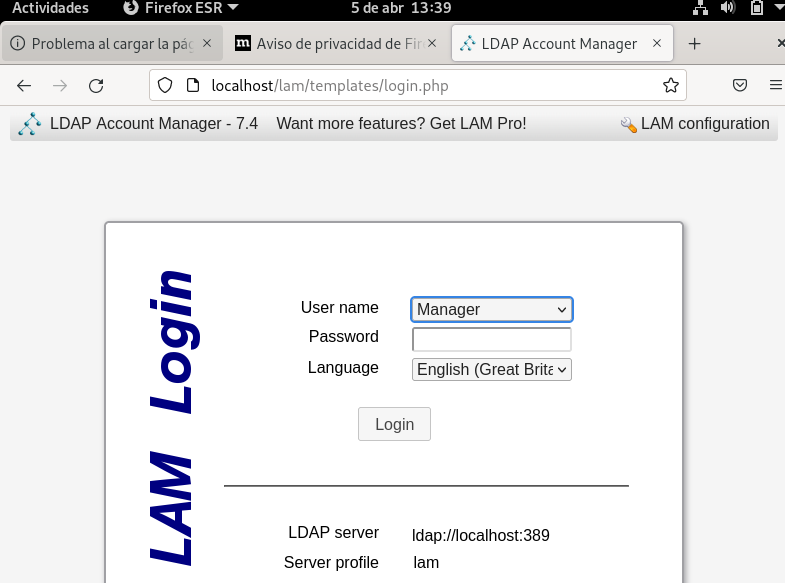 Actividades Firefox ESR 5 de abr 13:39
Problema al cargar la pág Aviso de privacidad de Fire LDAP Account Manager
localhost/lam/templates/login.php
LDAP Account Manager - 7.4 Want more features? Get LAM Pro! LAM configuration
LAM Login
User name Manager
Password
Language English (Great Brita
Login
LDAP server ldap://localhost:389
Server profile lam